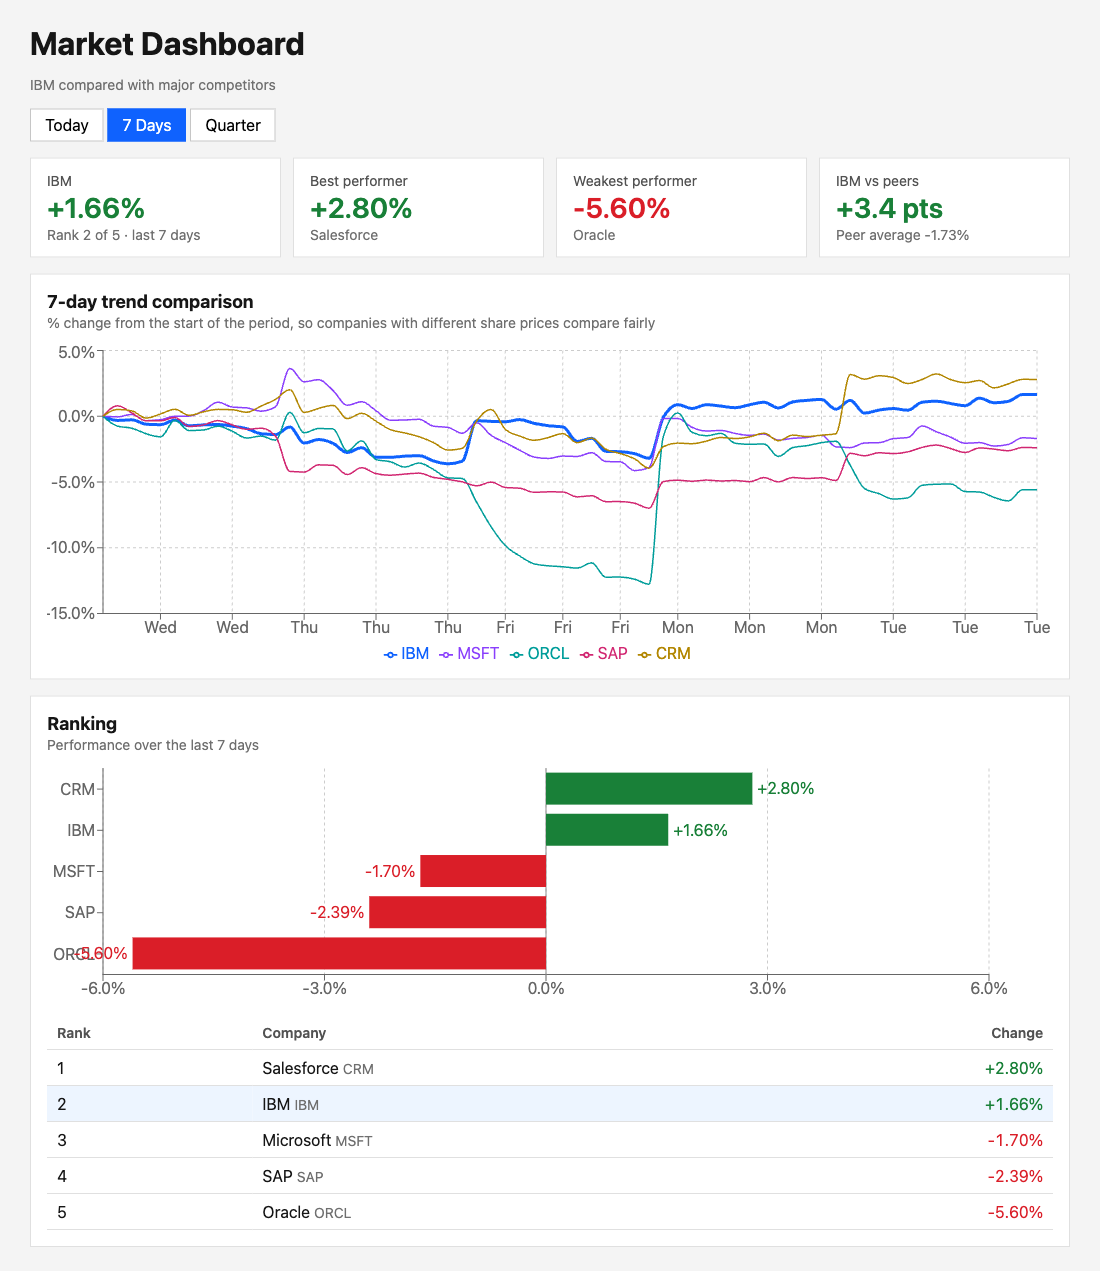 Market Dashboard
IBM compared with major competitors
Today 7 Days Quarter
IBM
+1.66%
Rank 2 of 5 · last 7 days
Best performer
+2.80%
Salesforce
Weakest performer
-5.60%
Oracle
IBM vs peers
+3.4 pts
Peer average -1.73%
7-day trend comparison
% change from the start of the period, so companies with different share prices compare fairly
5.0%
0.0%
-5.0%
-10.0%
-15.0%
Wed Wed Thu Thu Thu Fri Fri Fri Mon Mon Mon Tue Tue Tue
IBM MSFT ORCL SAP CRM
Ranking
Performance over the last 7 days
CRM +2.80%
IBM +1.66%
MSFT -1.70%
SAP -2.39%
ORCL -5.60%
-6.0% -3.0% 0.0% 3.0% 6.0%
Rank Company Change
1 Salesforce CRM +2.80%
2 IBM IBM +1.66%
3 Microsoft MSFT -1.70%
4 SAP SAP -2.39%
5 Oracle ORCL -5.60%